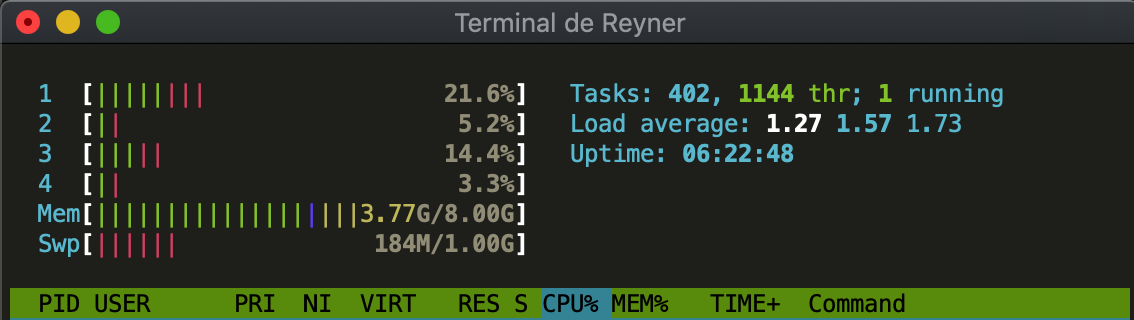 Terminal de Reyner
1 [|||||||| 21.6%] Tasks: 402, 1144 thr; 1 running
2 [|| 5.2%] Load average: 1.27 1.57 1.73
3 [||||| 14.4%] Uptime: 06:22:48
4 [|| 3.3%]
Mem[|||||||||||||||||||3.77G/8.00G]
Swp[|||||| 184M/1.00G]
PID USER PRI NI VIRT RES S CPU% MEM% TIME+ Command